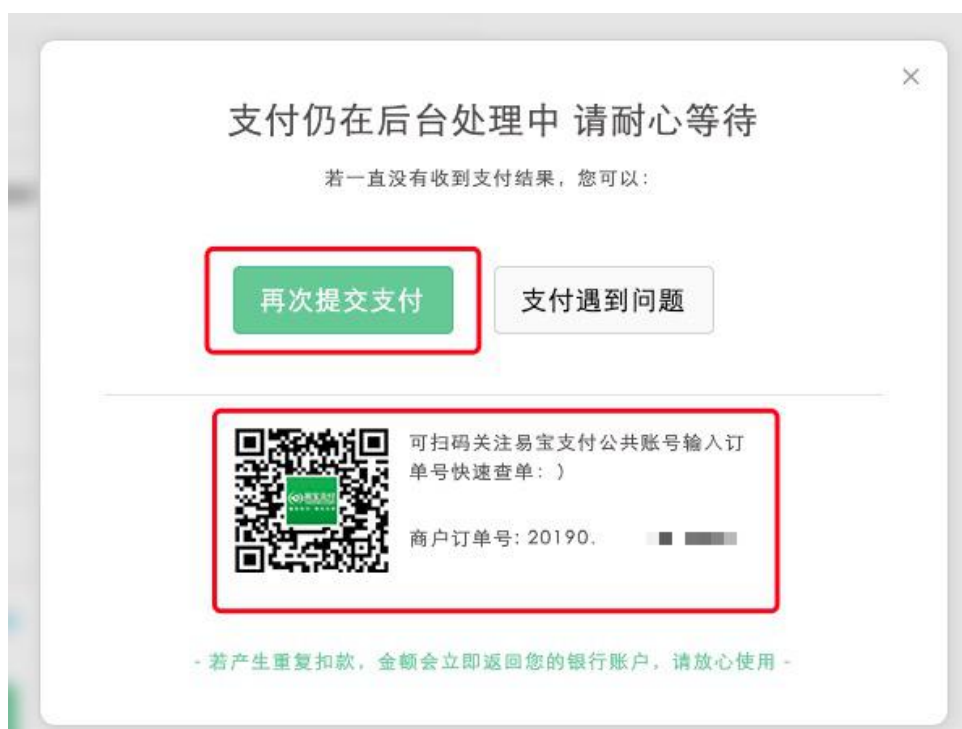 支付仍在后台处理中 请耐心等待
若一直没有收到支付结果，您可以：
再次提交支付
支付遇到问题
可扫码关注易宝支付公共账号输入订
单号快速查单：）
商户订单号: 20190.
易宝支付
- 若产生重复扣款，金额会立即返回您的银行账户，请放心使用 -